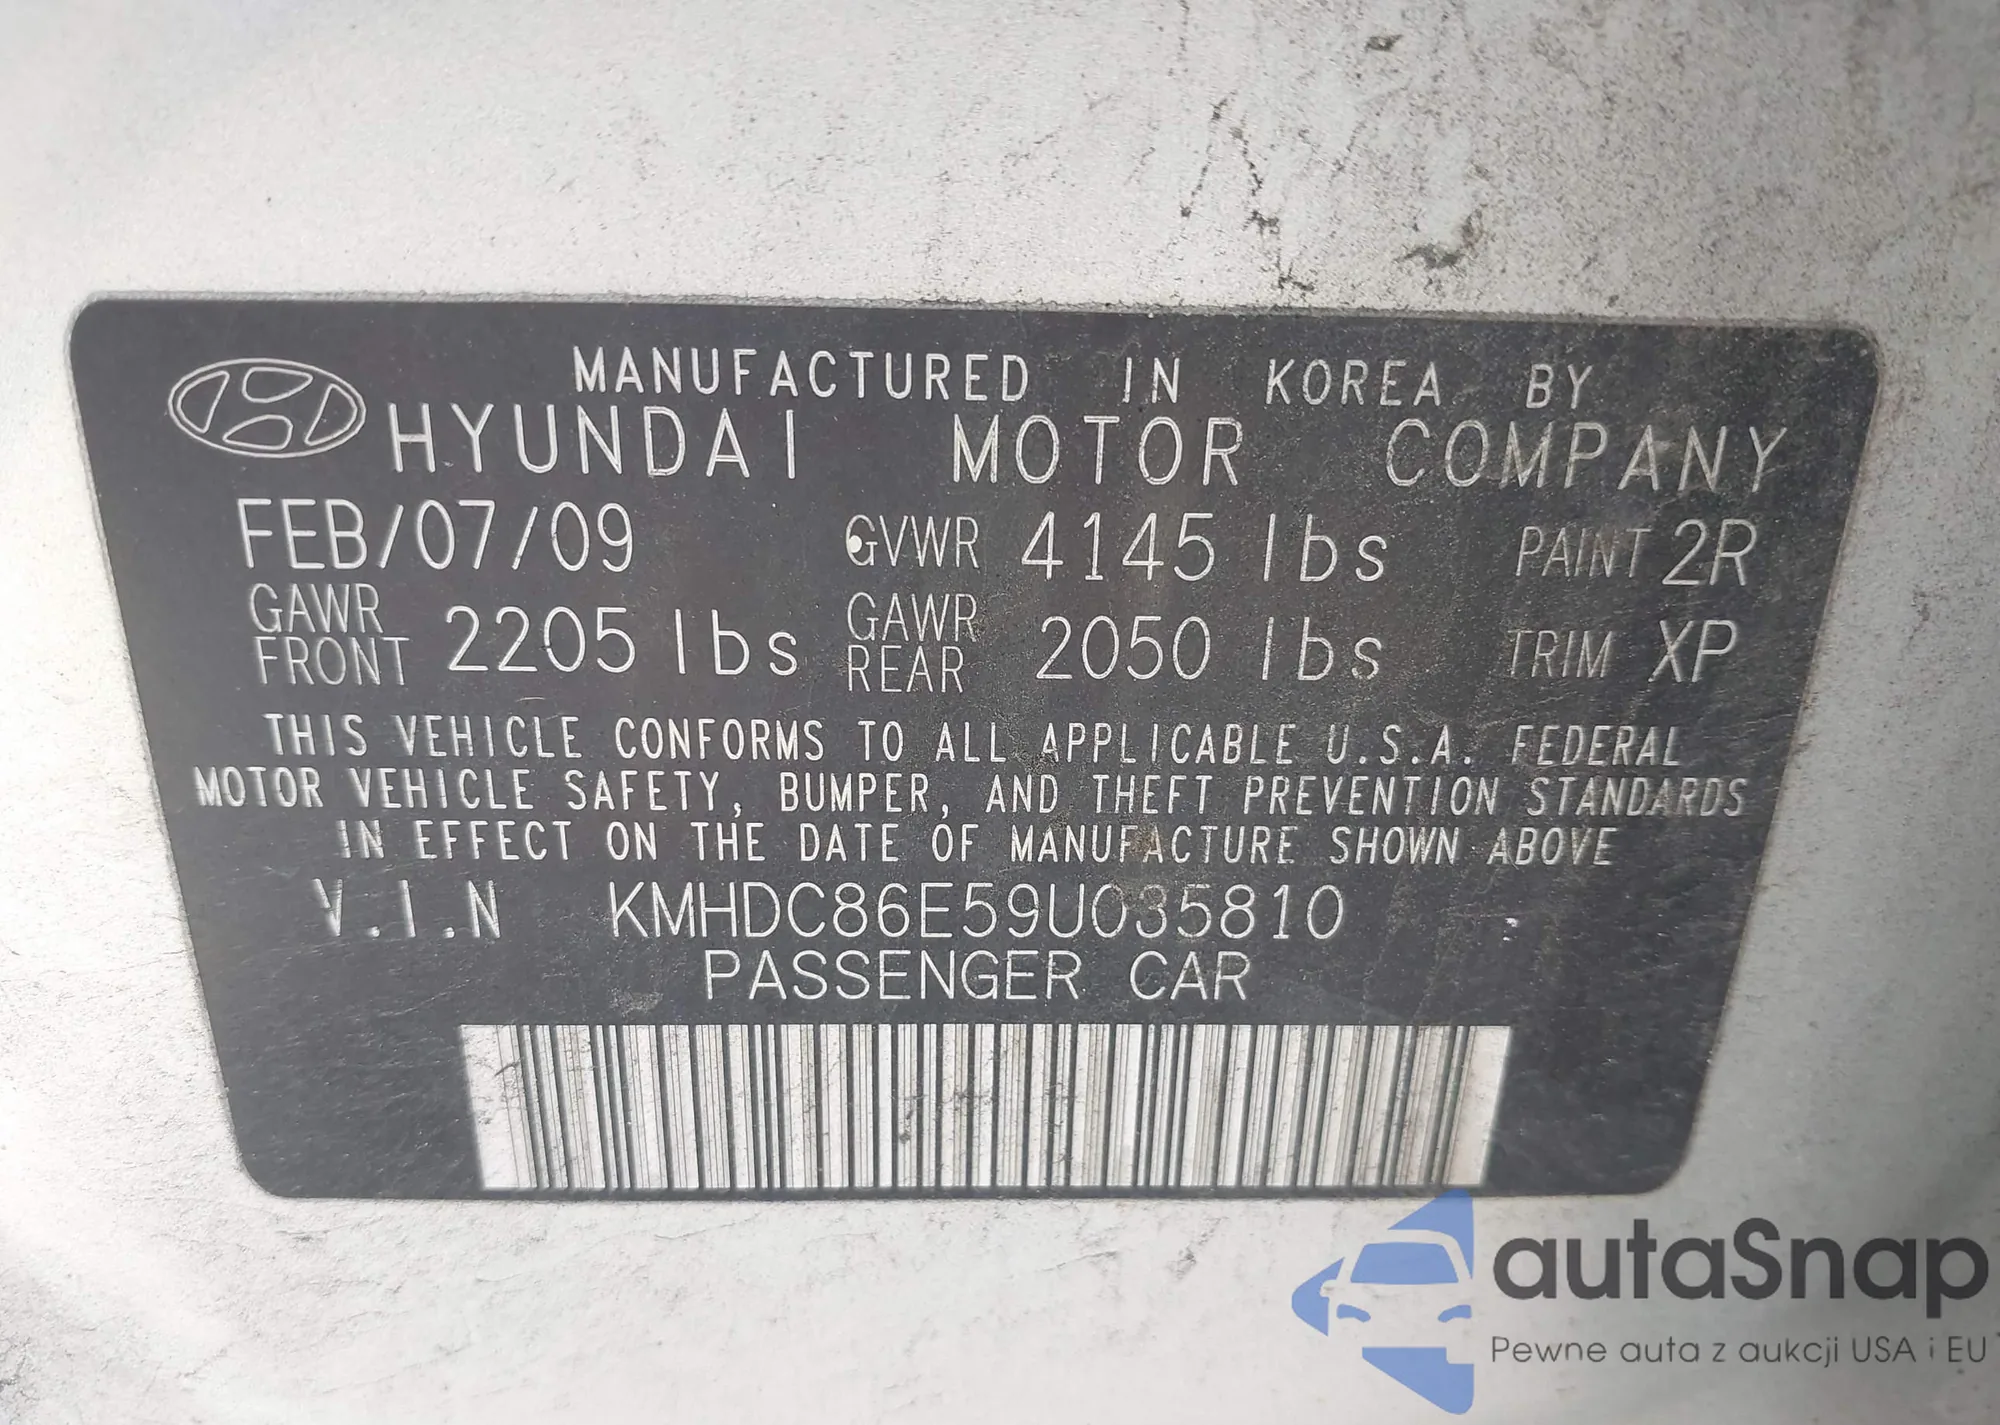 MANUFACTURED IN KOREA BY
HYUNDAI MOTOR COMPANY
FEB/07/09 GVWR 4145 lbs PAINT 2R
GAWR FRONT 2205 lbs GAWR REAR 2050 lbs TRIM XP
THIS VEHICLE CONFORMS TO ALL APPLICABLE U.S.A. FEDERAL
MOTOR VEHICLE SAFETY, BUMPER, AND THEFT PREVENTION STANDARDS
IN EFFECT ON THE DATE OF MANUFACTURE SHOWN ABOVE
V.I.N KMHDC86E59U035810
PASSENGER CAR
autaSnap
Pewne auta z aukcji USA i EU